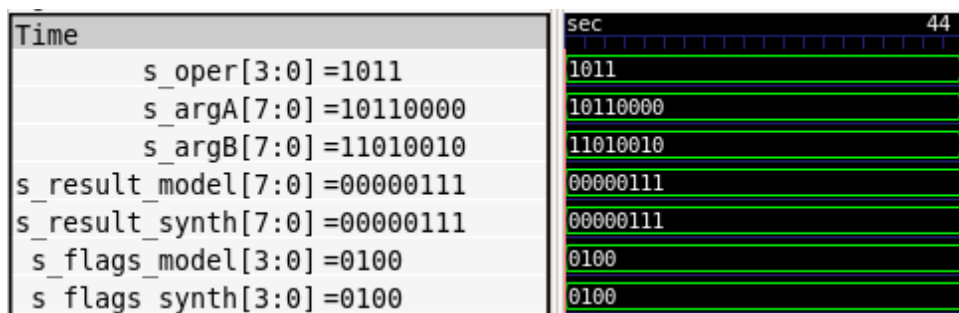 Time
sec 44
s_oper[3:0]=1011
1011
s_argA[7:0]=10110000
10110000
s_argB[7:0]=11010010
11010010
s_result_model[7:0]=00000111
00000111
s_result_synth[7:0]=00000111
00000111
s_flags_model[3:0]=0100
0100
s_flags_synth[3:0]=0100
0100